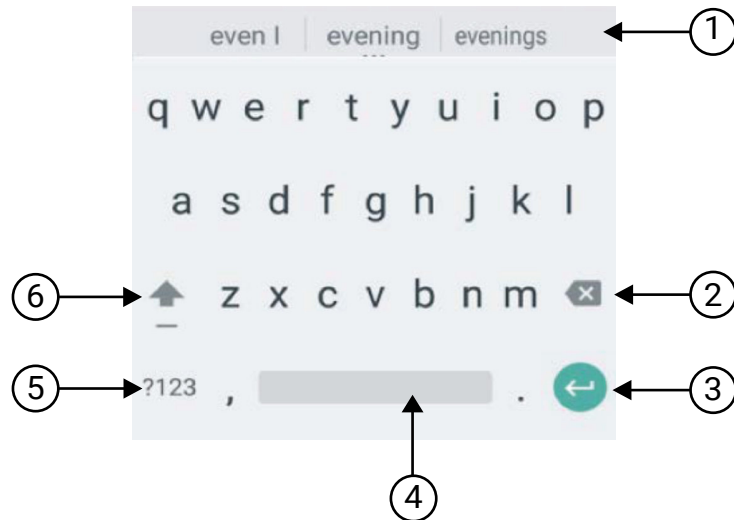 even I evening evenings 1
q w e r t y u i o p
a s d f g h j k l
6 z x c v b n m 2
5 ?123 , . 3
4